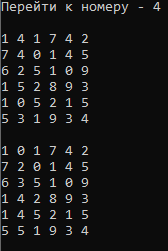 Перейти к номеру - 4
1 4 1 7 4 2
7 4 0 1 4 5
6 2 5 1 0 9
1 5 2 8 9 3
1 0 5 2 1 5
5 3 1 9 3 4
1 0 1 7 4 2
7 2 0 1 4 5
6 3 5 1 0 9
1 4 2 8 9 3
1 4 5 2 1 5
5 5 1 9 3 4